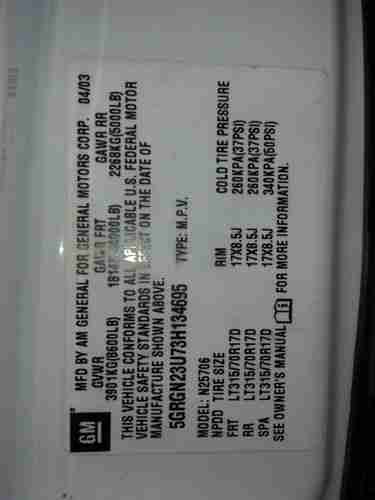 GM
MFD BY AM GENERAL FOR GENERAL MOTORS CORP. 04/03
GVWR GAWR FRT GAWR RR
3901KG(8600LB) 1814KG(4000LB) 2268KG(5000LB)
THIS VEHICLE CONFORMS TO ALL APPLICABLE U.S. FEDERAL MOTOR
VEHICLE SAFETY STANDARDS IN EFFECT ON THE DATE OF
MANUFACTURE SHOWN ABOVE.
5GRGN23U73H134695 TYPE: M.P.V.
MODEL: N25706
NPDD TIRE SIZE RIM COLD TIRE PRESSURE
FRT LT315/70R17D 17X8.5J 260KPA(37PSI)
RR LT315/70R17D 17X8.5J 260KPA(37PSI)
SPA LT315/70R17D 17X8.5J 340KPA(50PSI)
SEE OWNER'S MANUAL FOR MORE INFORMATION.